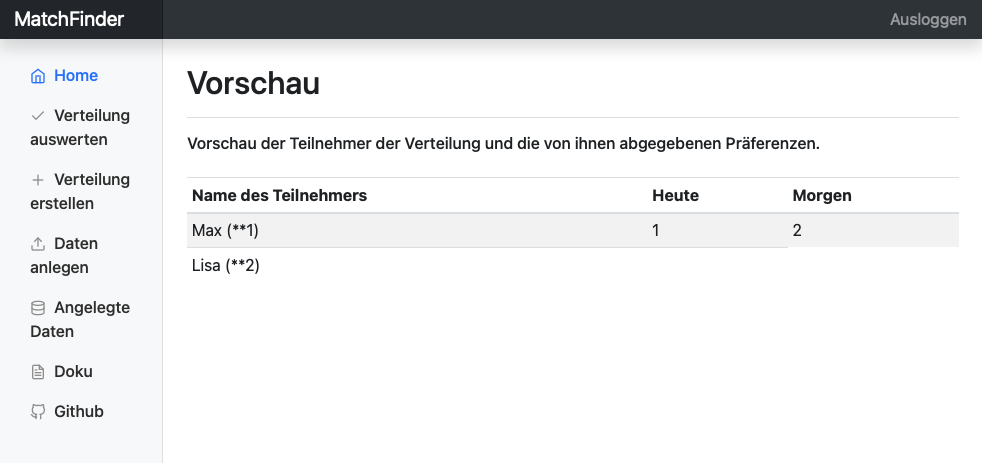 MatchFinder
Ausloggen
Home
Verteilung
auswerten
Verteilung
erstellen
Daten
anlegen
Angelegte
Daten
Doku
Github
Vorschau
Vorschau der Teilnehmer der Verteilung und die von ihnen abgegebenen Präferenzen.
Name des Teilnehmers Heute Morgen
Max (**1) 1 2
Lisa (**2)